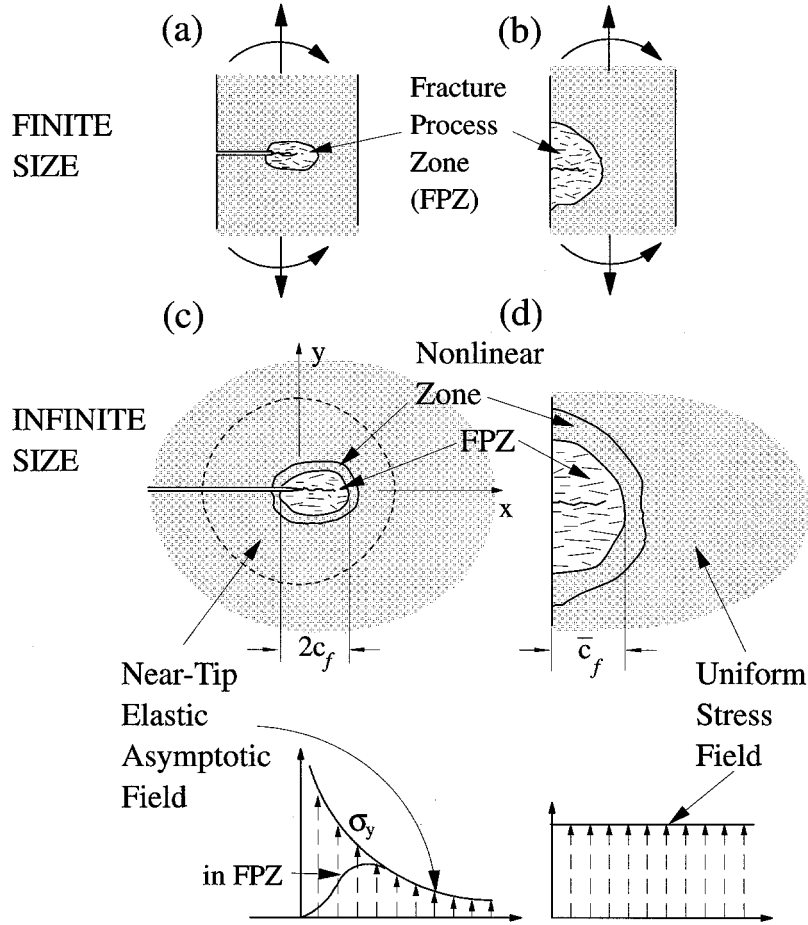 (a)
(b)
FINITE
SIZE
Fracture
Process
Zone
(FPZ)
(c)
(d)
y
Nonlinear
Zone
INFINITE
SIZE
FPZ
x
2c_f
c̅_f
Near-Tip
Elastic
Asymptotic
Field
Uniform
Stress
Field
σ_y
in FPZ